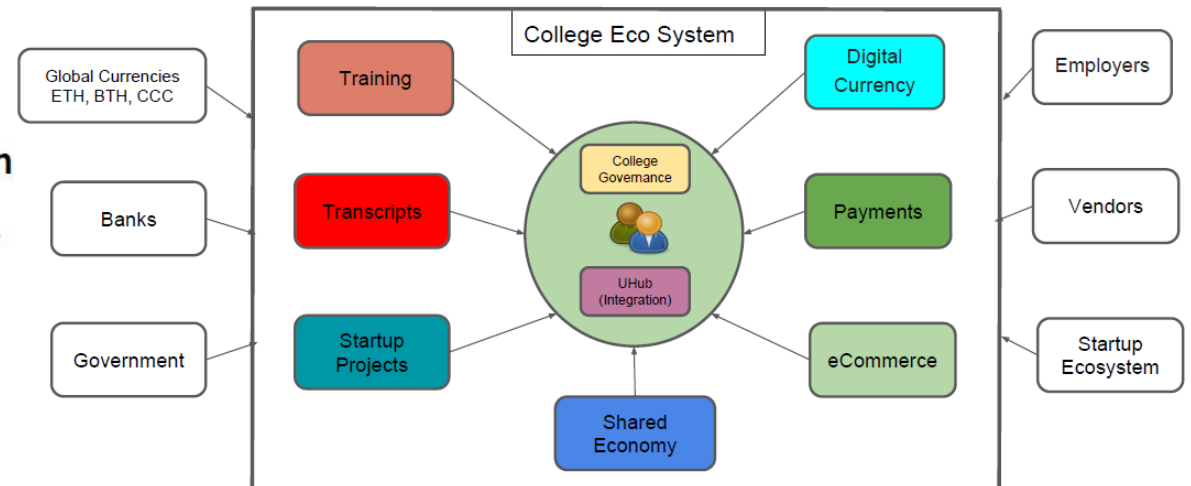 College Eco System
Global Currencies
ETH, BTH, CCC
Banks
Government
Training
Transcripts
Startup
Projects
College
Governance
UHub
(Integration)
Shared
Economy
Digital
Currency
Payments
eCommerce
Employers
Vendors
Startup
Ecosystem